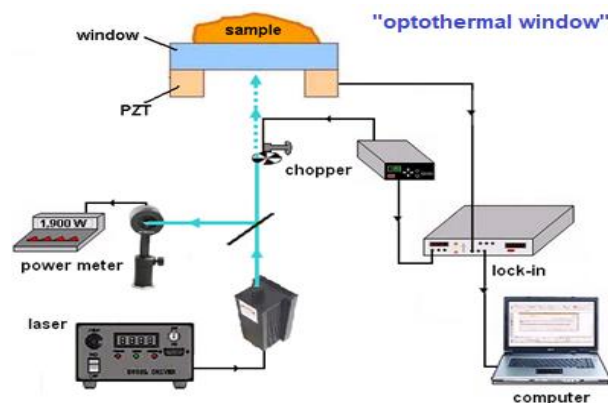 "optothermal window"
sample
window
PZT
chopper
1,900 W
power meter
lock-in
laser
computer